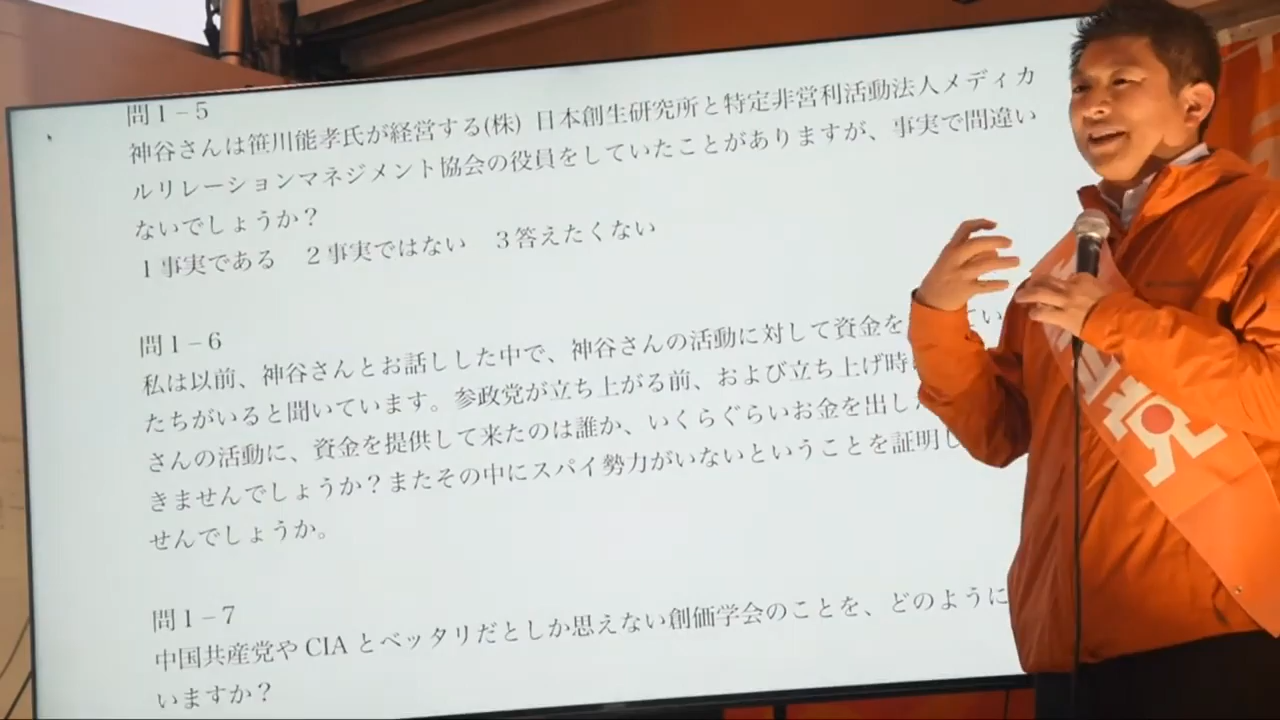 問1－5
神谷さんは笹川能孝氏が経営する(株) 日本創生研究所と特定非営利活動法人メディカ
ルリレーションマネジメント協会の役員をしていたことがありますが、事実で間違い
ないでしょうか？
1 事実である　2 事実ではない　3 答えたくない
問1－6
私は以前、神谷さんとお話しした中で、神谷さんの活動に対して資金を
たちがいると聞いています。参政党が立ち上がる前、および立ち上げ時
さんの活動に、資金を提供して来たのは誰か、いくらぐらいお金を出し
きませんでしょうか？またその中にスパイ勢力がいないということを証明し
せんでしょうか。
問1－7
中国共産党や CIA とベッタリだとしか思えない創価学会のことを、どのように
いますか？
政党